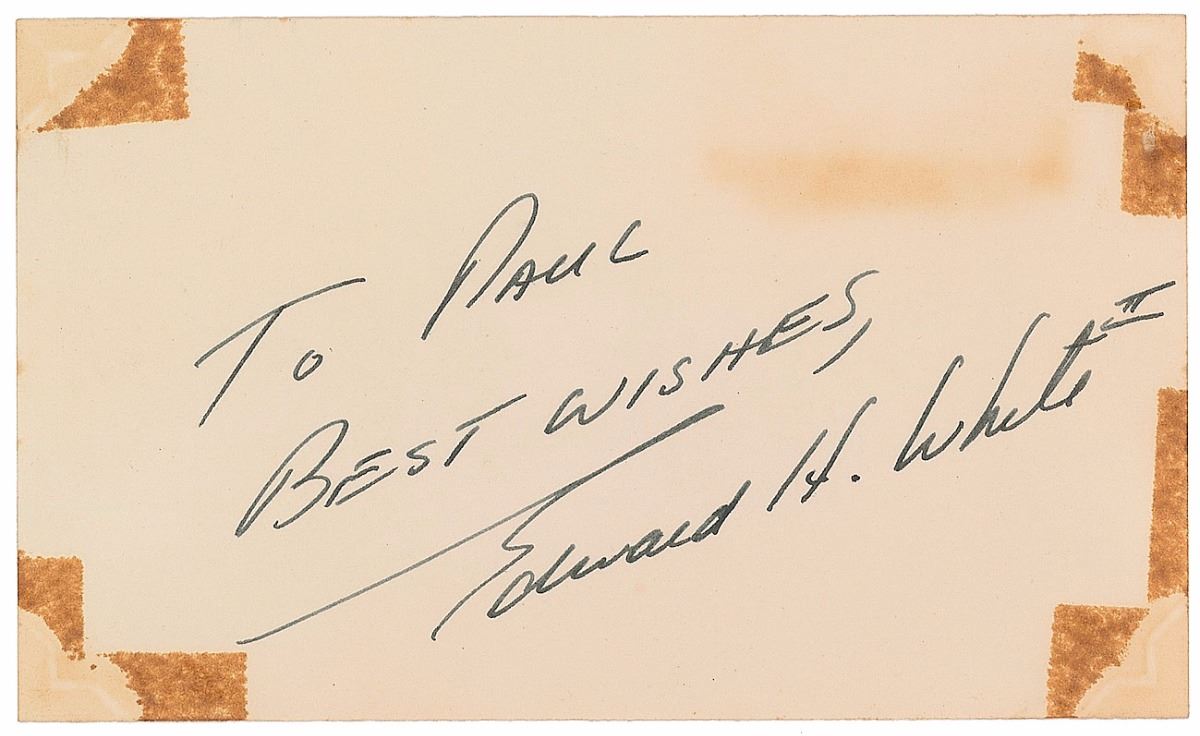 To PAUL
BEST WISHES,
Edward H. White II